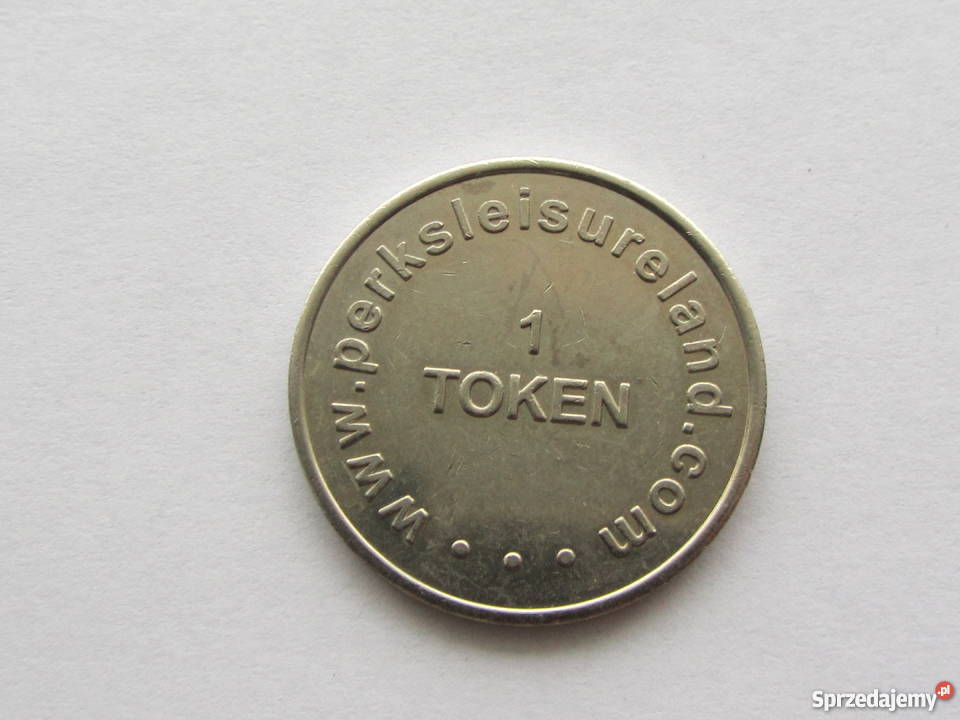 www.perksleisureland.com
1
TOKEN
...
Sprzedajemy.pl